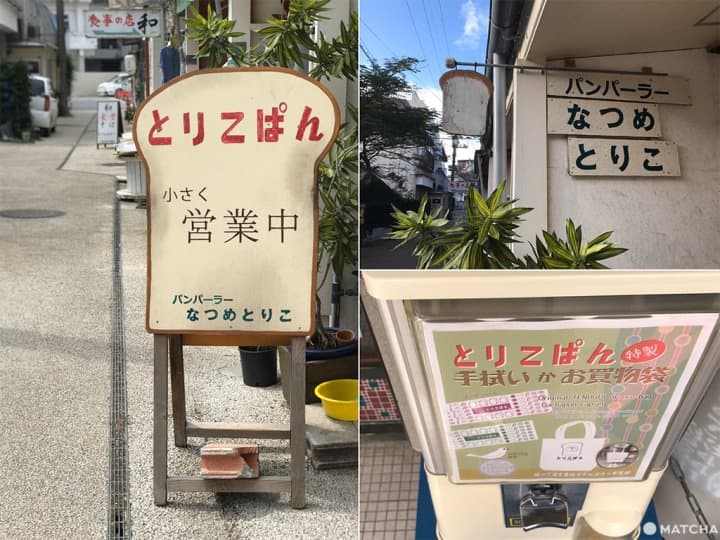 食事の店 和
とりこぱん
小さく
営業中
パンパーラー
なつめとりこ
パンパーラー
なつめ
とりこ
とりこぱん
特製
手拭い か お買物袋
MATCHA